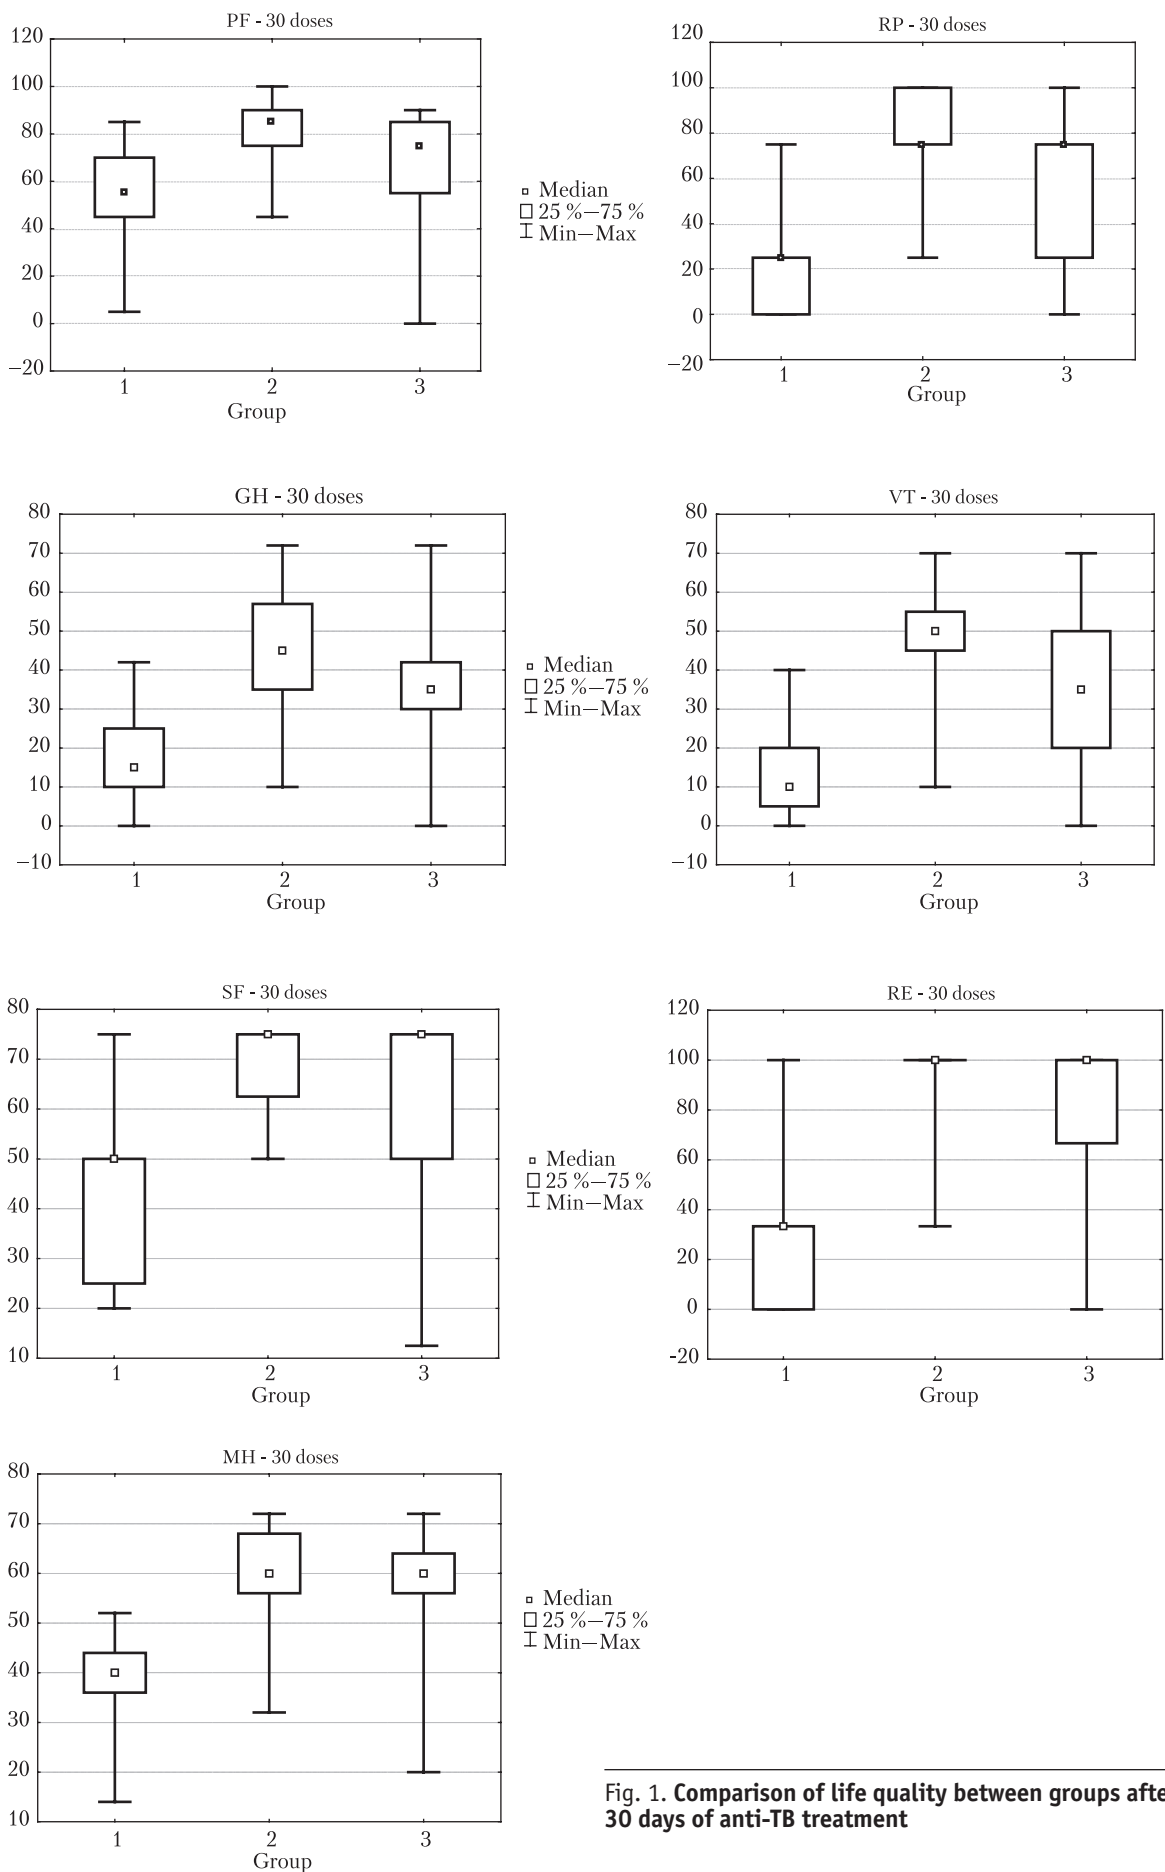 PF - 30 doses
120
100
80
60
40
20
0
−20
1 2 3
Group
□ Median
□ 25 %−75 %
⌶ Min−Max
RP - 30 doses
120
100
80
60
40
20
0
−20
1 2 3
Group
GH - 30 doses
80
70
60
50
40
30
20
10
0
−10
1 2 3
Group
□ Median
□ 25 %−75 %
⌶ Min−Max
VT - 30 doses
80
70
60
50
40
30
20
10
0
−10
1 2 3
Group
SF - 30 doses
80
70
60
50
40
30
20
10
1 2 3
Group
□ Median
□ 25 %−75 %
⌶ Min−Max
RE - 30 doses
120
100
80
60
40
20
0
-20
1 2 3
Group
MH - 30 doses
80
70
60
50
40
30
20
10
1 2 3
Group
□ Median
□ 25 %−75 %
⌶ Min−Max
Fig. 1. Comparison of life quality between groups afte
30 days of anti-TB treatment